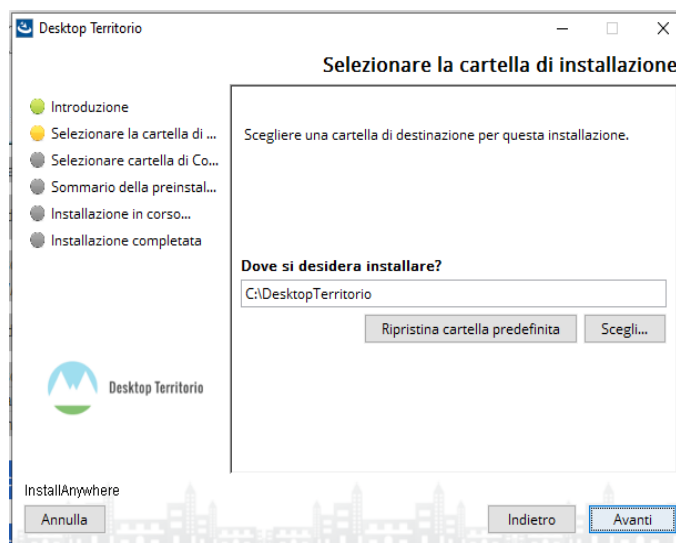 Desktop Territorio
Selezionare la cartella di installazione
Introduzione
Selezionare la cartella di ...
Selezionare cartella di Co...
Sommario della preinstal...
Installazione in corso...
Installazione completata
Scegliere una cartella di destinazione per questa installazione.
Dove si desidera installare?
C:\DesktopTerritorio
Ripristina cartella predefinita
Scegli...
Desktop Territorio
InstallAnywhere
Annulla
Indietro
Avanti